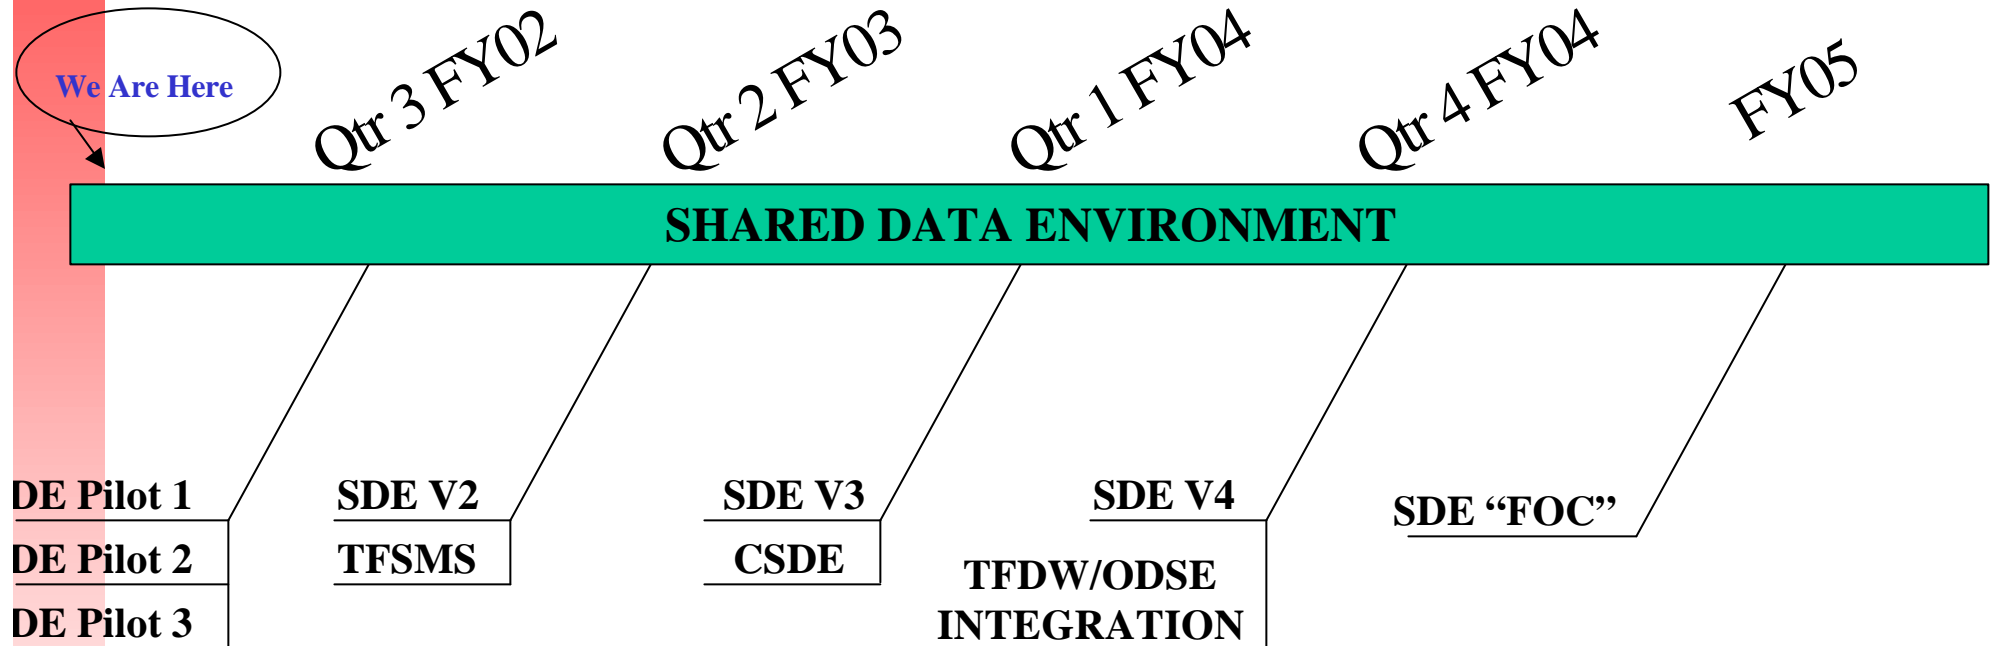 We Are Here
Qtr 3 FY02
Qtr 2 FY03
Qtr 1 FY04
Qtr 4 FY04
FY05
SHARED DATA ENVIRONMENT
DE Pilot 1
DE Pilot 2
DE Pilot 3
SDE V2
TFSMS
SDE V3
CSDE
SDE V4
TFDW/ODSE
INTEGRATION
SDE “FOC”